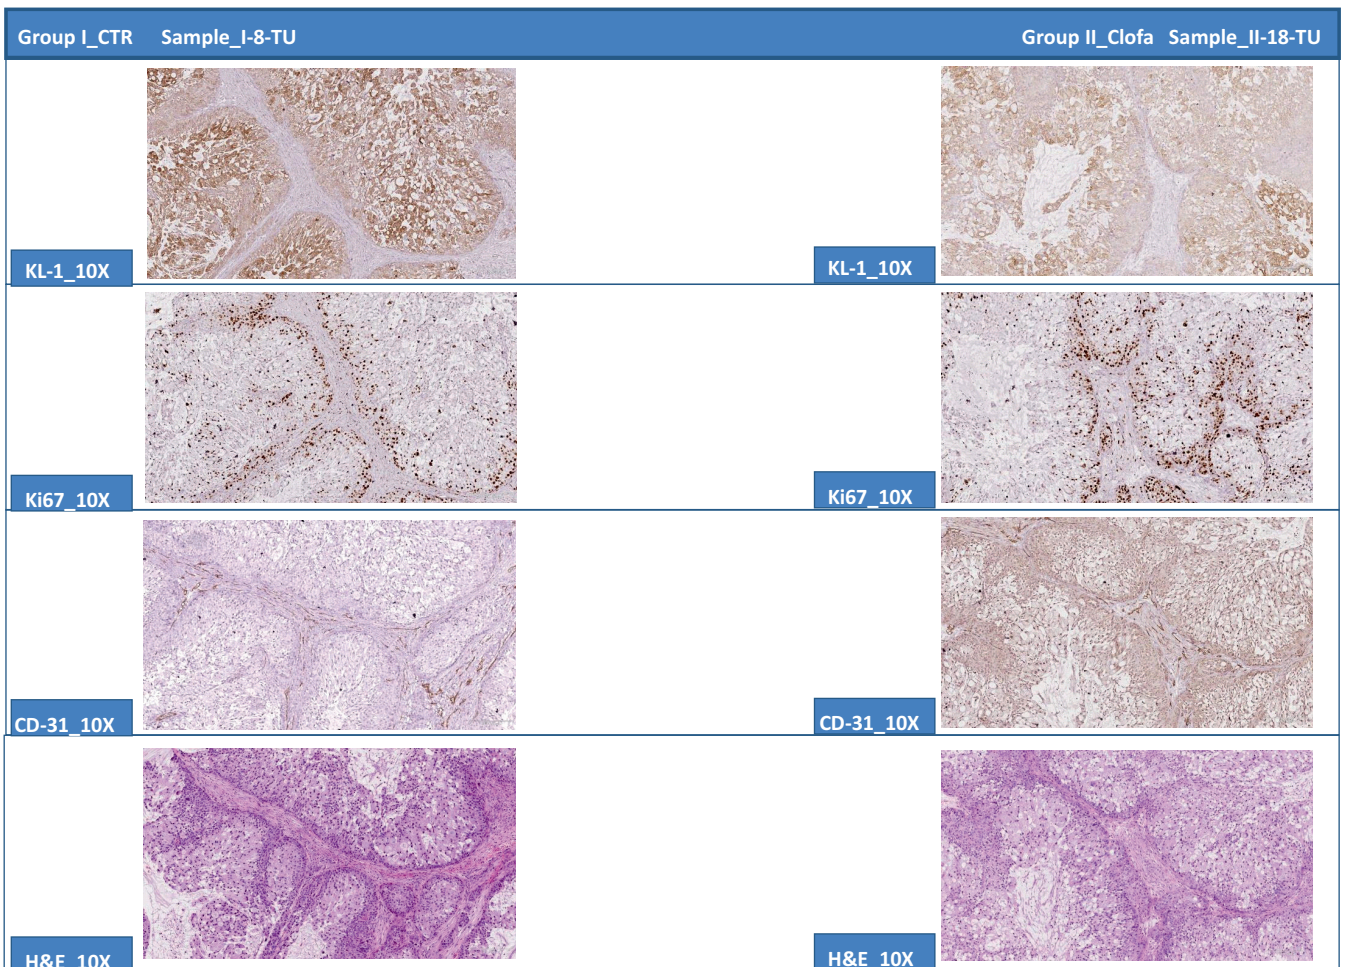 Group I_CTR Sample_I-8-TU Group II_Clofa Sample_II-18-TU
KL-1_10X KL-1_10X
Ki67_10X Ki67_10X
CD-31_10X CD-31_10X
H&E_10X H&E_10X